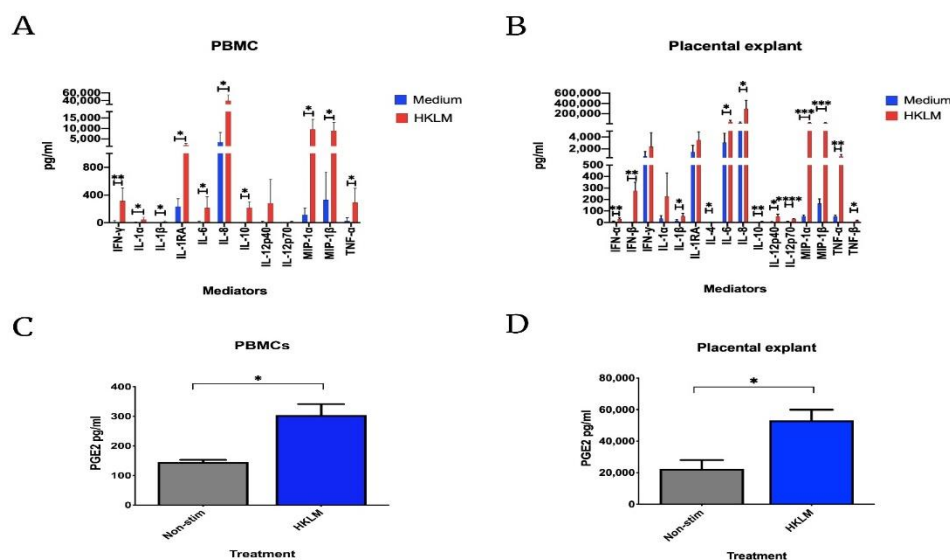 A
PBMC
60,000
40,000
15,000
10,000
5,000
800
400
0
pg/ml
** * * * * * * * * *
Medium
HKLM
IFN-γ
IL-1α
IL-1β
IL-1RA
IL-6
IL-8
IL-10
IL-12p40
IL-12p70
MIP-1α
MIP-1β
TNF-α
Mediators
B
Placental explant
600,000
400,000
200,000
4,000
2,000
500
400
300
200
100
0
pg/ml
** ** * * * * ** * **** *** *** ** *
Medium
HKLM
IFN-α
IFN-β
IFN-γ
IL-1α
IL-1β
IL-1RA
IL-4
IL-6
IL-8
IL-10
IL-12p40
IL-12p70
MIP-1α
MIP-1β
TNF-α
TNF-β
Mediators
C
PBMCs
400
300
200
100
0
PGE2 pg/ml
*
Non-stim
HKLM
Treatment
D
Placental explant
80,000
60,000
40,000
20,000
0
PGE2 pg/ml
*
Non-stim
HKLM
Treatment